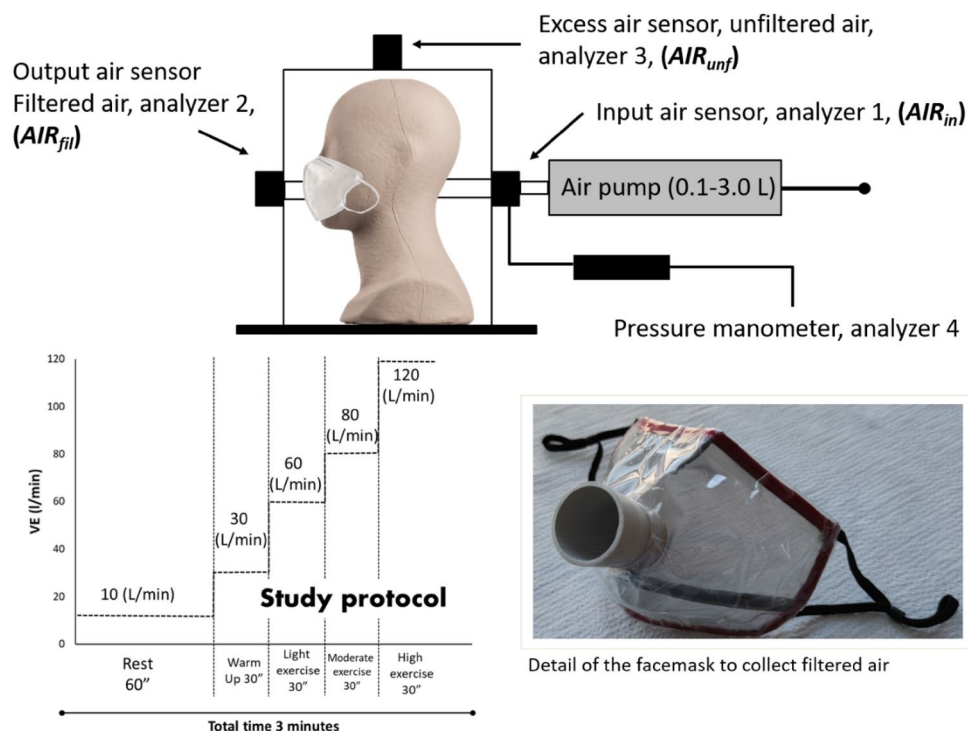 Excess air sensor, unfiltered air,
analyzer 3, (AIRunf)
Output air sensor
Filtered air, analyzer 2,
(AIRfil)
Input air sensor, analyzer 1, (AIRin)
Air pump (0.1-3.0 L)
Pressure manometer, analyzer 4
120
100
80
60
40
20
0
VE (l/min)
10 (L/min)
30
(L/min)
60
(L/min)
80
(L/min)
120
(L/min)
Study protocol
Rest
60”
Warm
Up 30”
Light
exercise
30”
Moderate
exercise
30”
High
exercise
30”
Total time 3 minutes
Detail of the facemask to collect filtered air